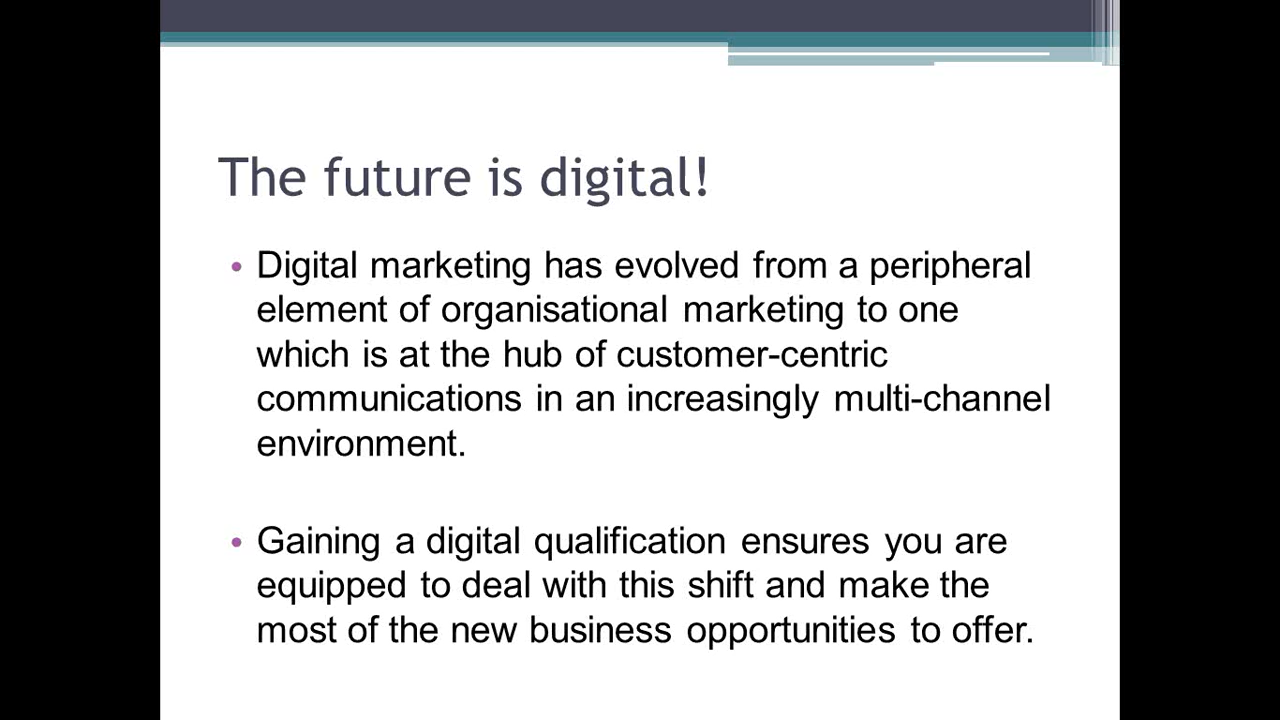 The future is digital!
• Digital marketing has evolved from a peripheral
element of organisational marketing to one
which is at the hub of customer-centric
communications in an increasingly multi-channel
environment.
• Gaining a digital qualification ensures you are
equipped to deal with this shift and make the
most of the new business opportunities to offer.